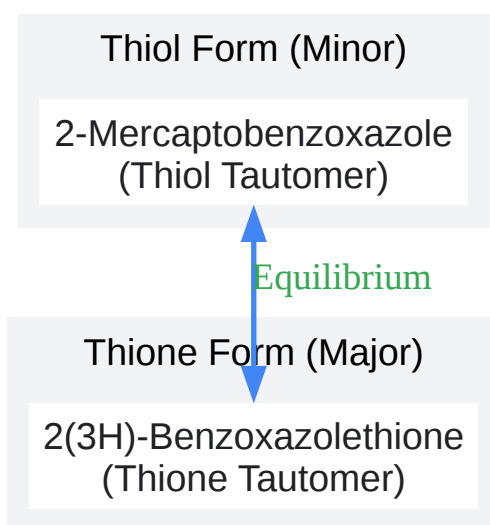 Thiol Form (Minor)
2-Mercaptobenzoxazole
(Thiol Tautomer)
Equilibrium
Thione Form (Major)
2(3H)-Benzoxazolethione
(Thione Tautomer)